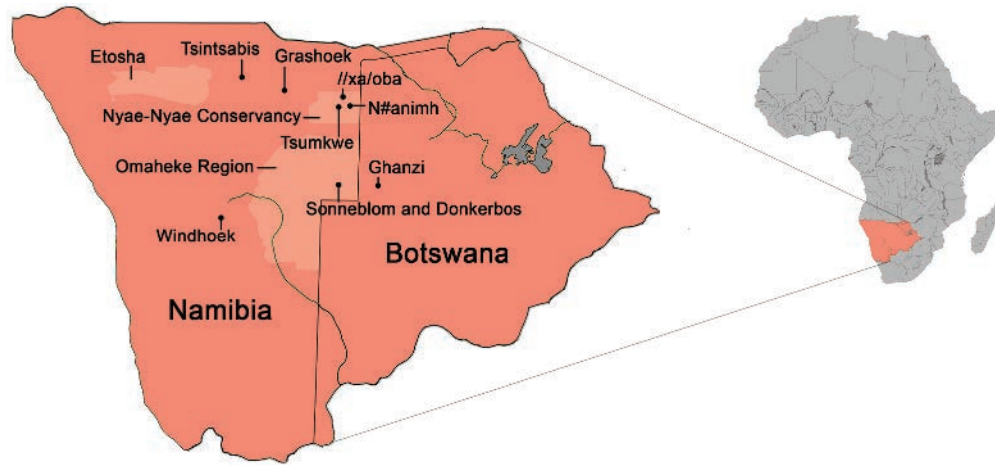 Etosha
Tsintsabis
Grashoek
//xa/oba
Nyae-Nyae Conservancy
N#animh
Tsumkwe
Omaheke Region
Ghanzi
Sonneblom and Donkerbos
Windhoek
Botswana
Namibia